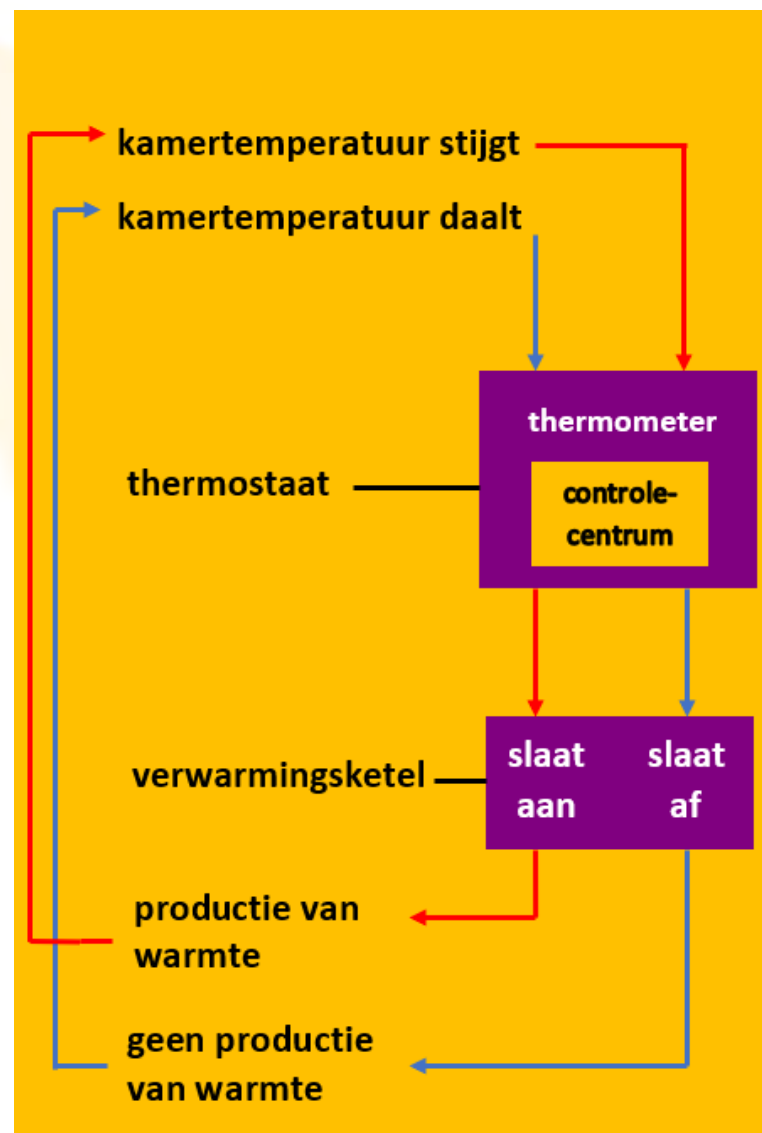 kamertemperatuur stijgt
kamertemperatuur daalt
thermometer
thermostaat
controle-
centrum
verwarmingsketel
slaat
aan
slaat
af
productie van
warmte
geen productie
van warmte